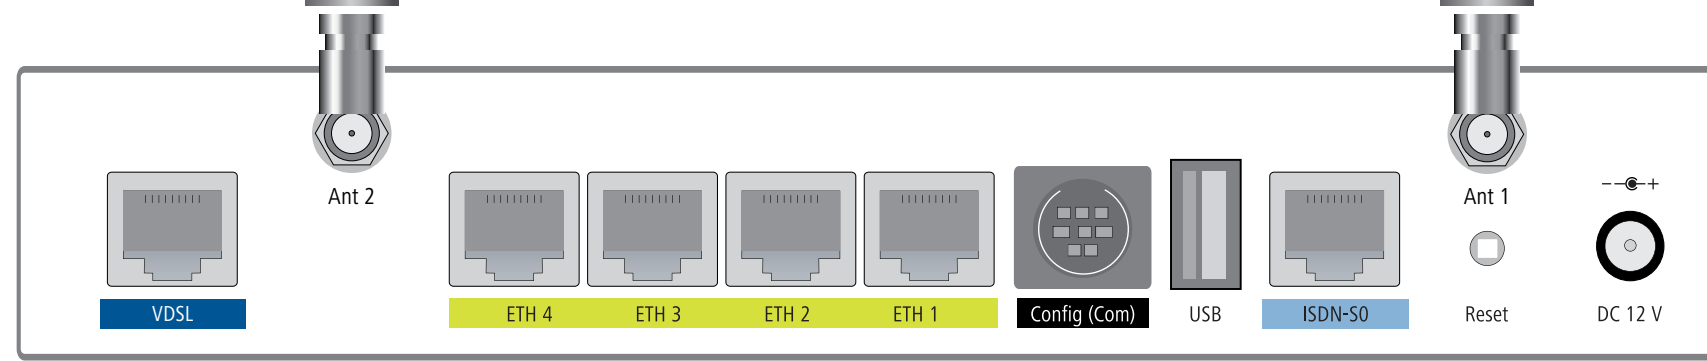 Ant 2
Ant 1
VDSL
ETH 4
ETH 3
ETH 2
ETH 1
Config (Com)
USB
ISDN-S0
Reset
DC 12 V